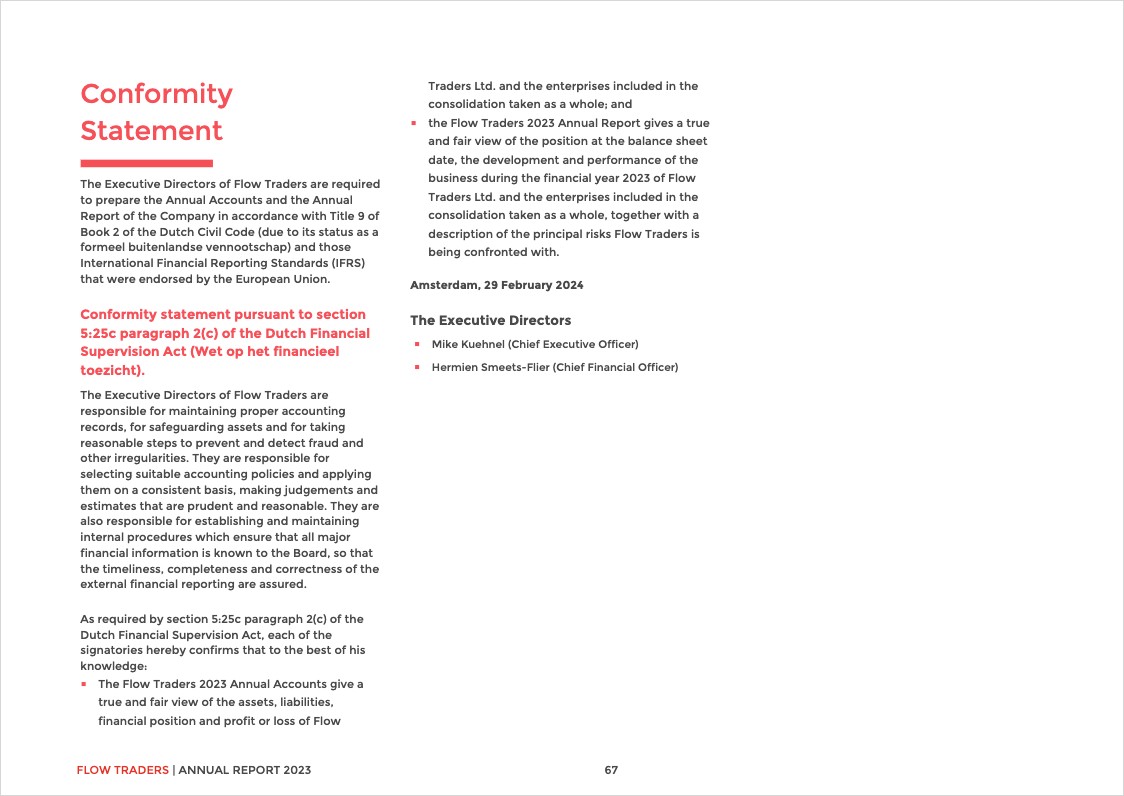 Conformity
Statement
The Executive Directors of Flow Traders are required
to prepare the Annual Accounts and the Annual
Report of the Company in accordance with Title 9 of
Book 2 of the Dutch Civil Code (due to its status as a
formeel buitenlandse vennootschap) and those
International Financial Reporting Standards (IFRS)
that were endorsed by the European Union.
Conformity statement pursuant to section
5:25c paragraph 2(c) of the Dutch Financial
Supervision Act (Wet op het financieel
toezicht).
The Executive Directors of Flow Traders are
responsible for maintaining proper accounting
records, for safeguarding assets and for taking
reasonable steps to prevent and detect fraud and
other irregularities. They are responsible for
selecting suitable accounting policies and applying
them on a consistent basis, making judgements and
estimates that are prudent and reasonable. They are
also responsible for establishing and maintaining
internal procedures which ensure that all major
financial information is known to the Board, so that
the timeliness, completeness and correctness of the
external financial reporting are assured.
As required by section 5:25c paragraph 2(c) of the
Dutch Financial Supervision Act, each of the
signatories hereby confirms that to the best of his
knowledge:
▪ The Flow Traders 2023 Annual Accounts give a
true and fair view of the assets, liabilities,
financial position and profit or loss of Flow
Traders Ltd. and the enterprises included in the
consolidation taken as a whole; and
▪ the Flow Traders 2023 Annual Report gives a true
and fair view of the position at the balance sheet
date, the development and performance of the
business during the financial year 2023 of Flow
Traders Ltd. and the enterprises included in the
consolidation taken as a whole, together with a
description of the principal risks Flow Traders is
being confronted with.
Amsterdam, 29 February 2024
The Executive Directors
▪ Mike Kuehnel (Chief Executive Officer)
▪ Hermien Smeets-Flier (Chief Financial Officer)
FLOW TRADERS | ANNUAL REPORT 2023
67